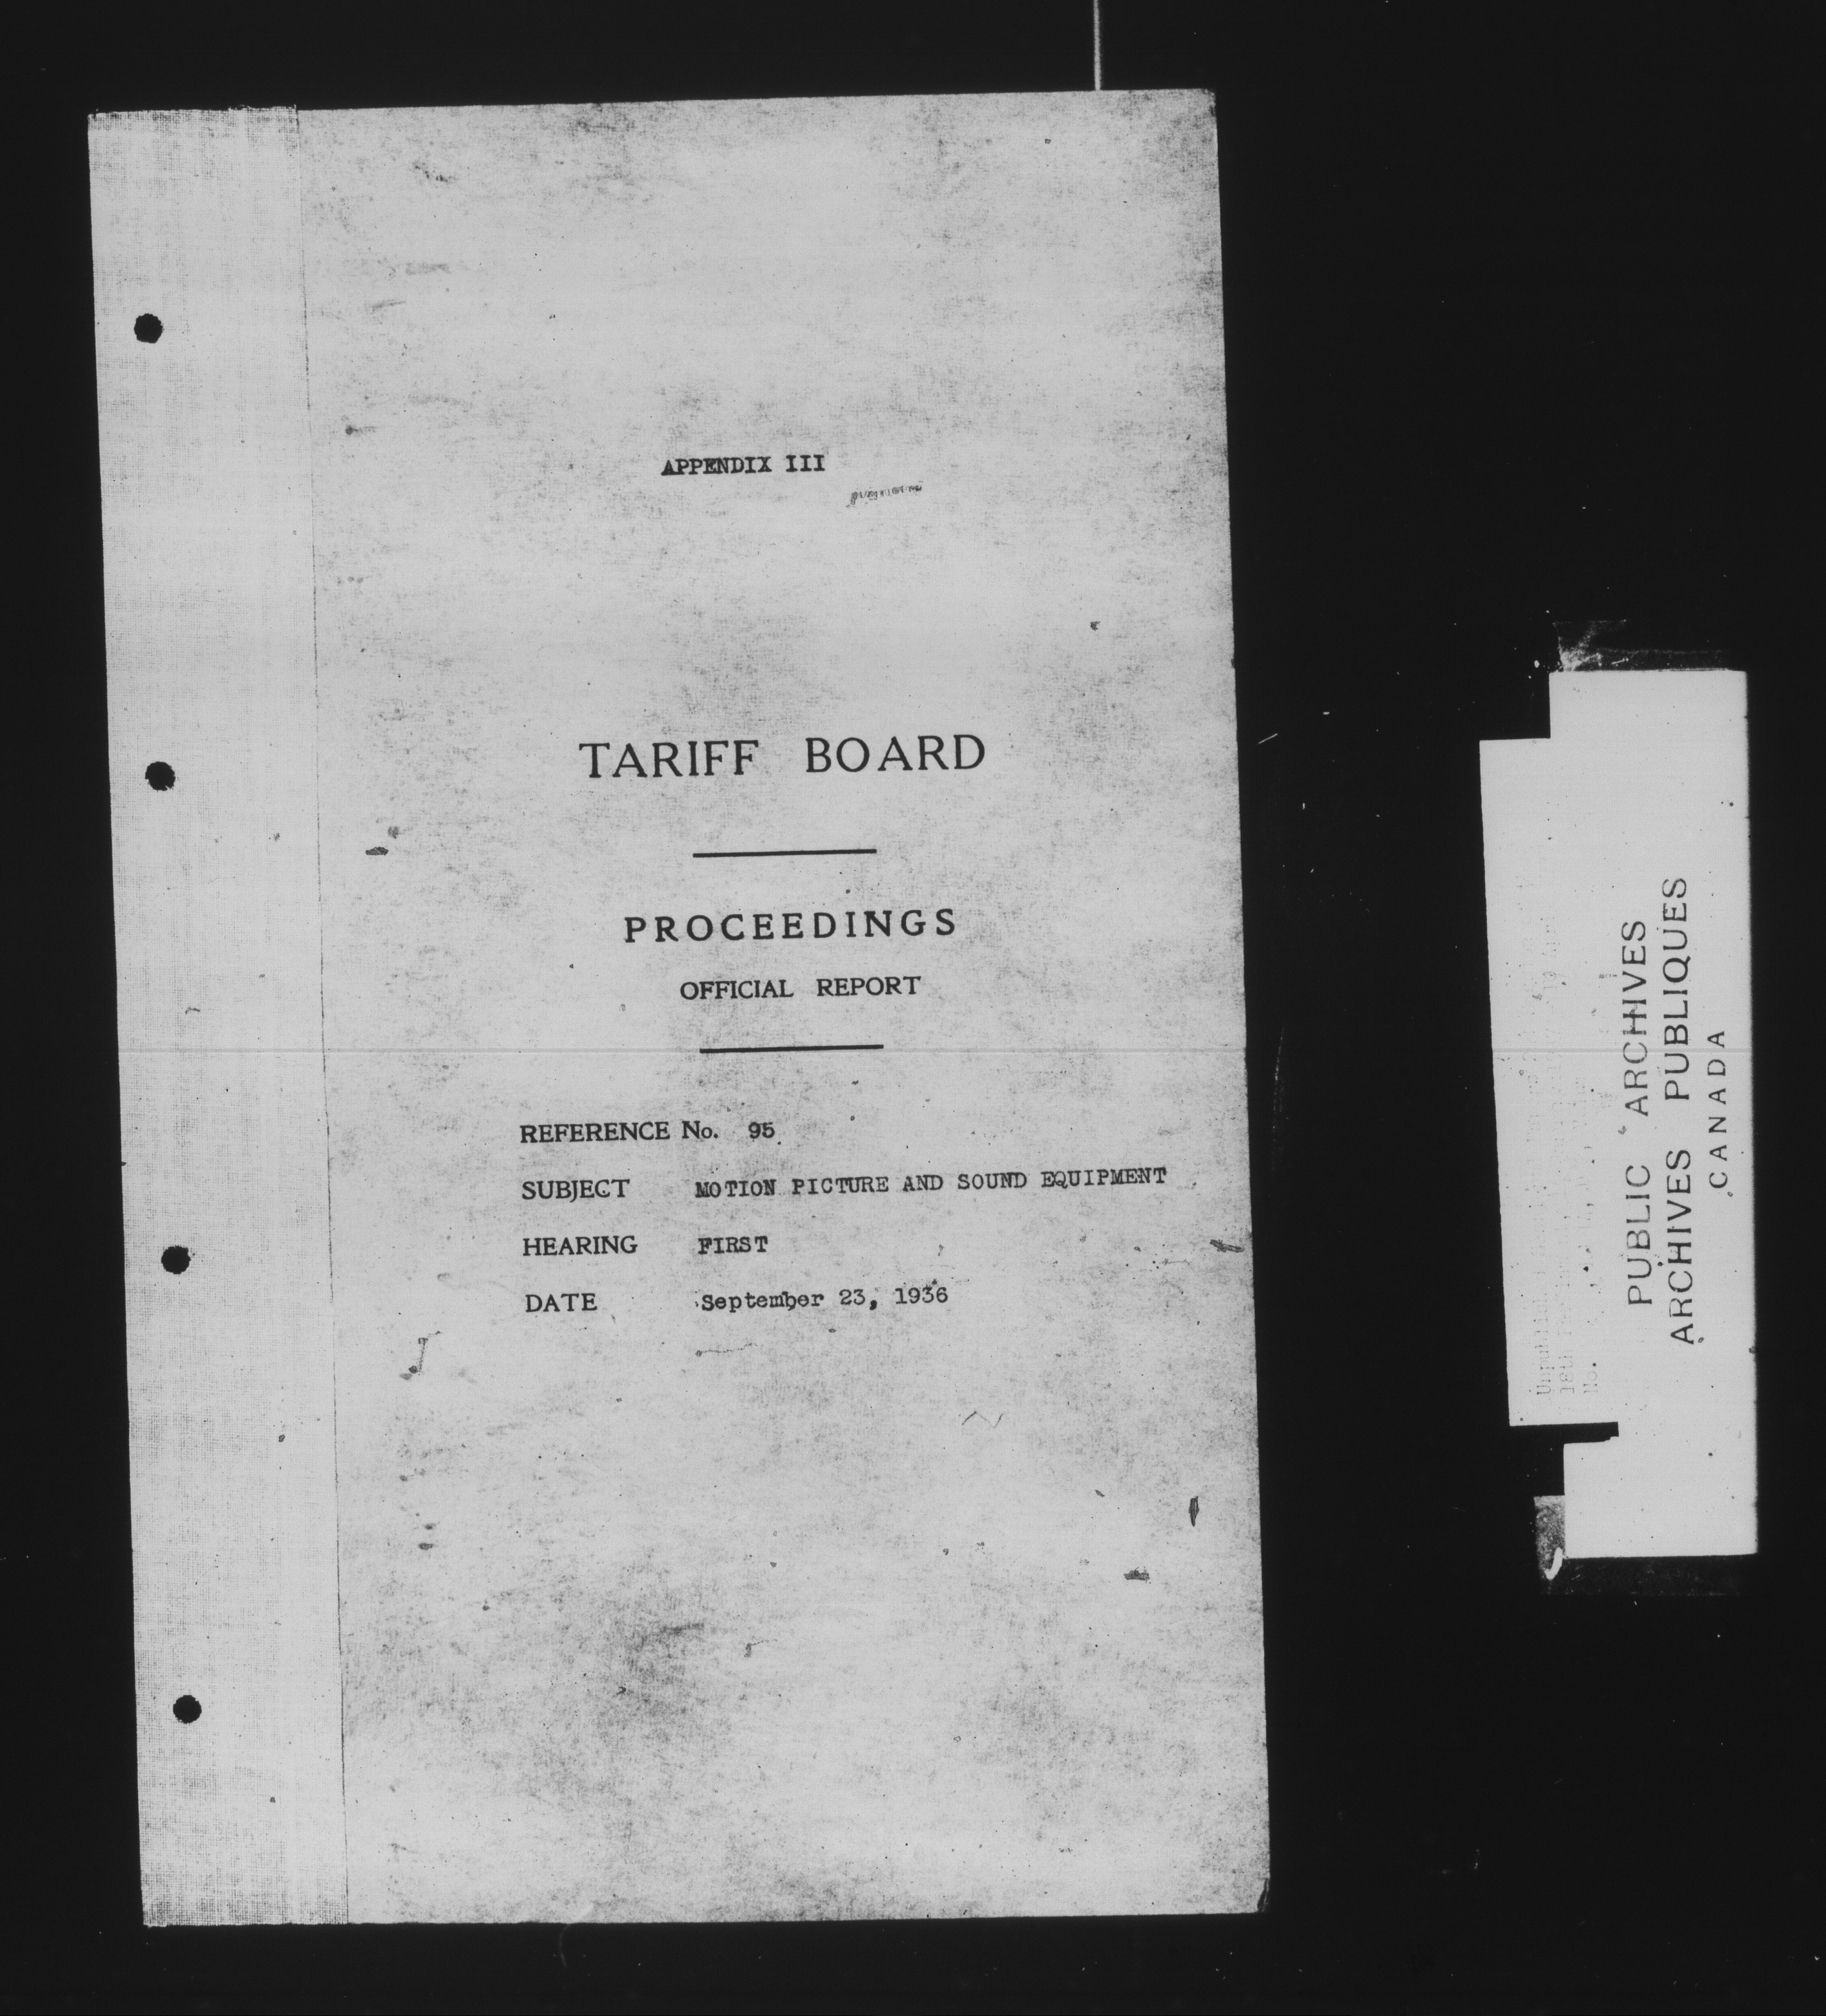 APPENDIX III
TARIFF BOARD
PROCEEDINGS
OFFICIAL REPORT
REFERENCE No. 95
SUBJECT MOTION PICTURE AND SOUND EQUIPMENT
HEARING FIRST
DATE September 23, 1936
PUBLIC ARCHIVES
ARCHIVES PUBLIQUES
CANADA